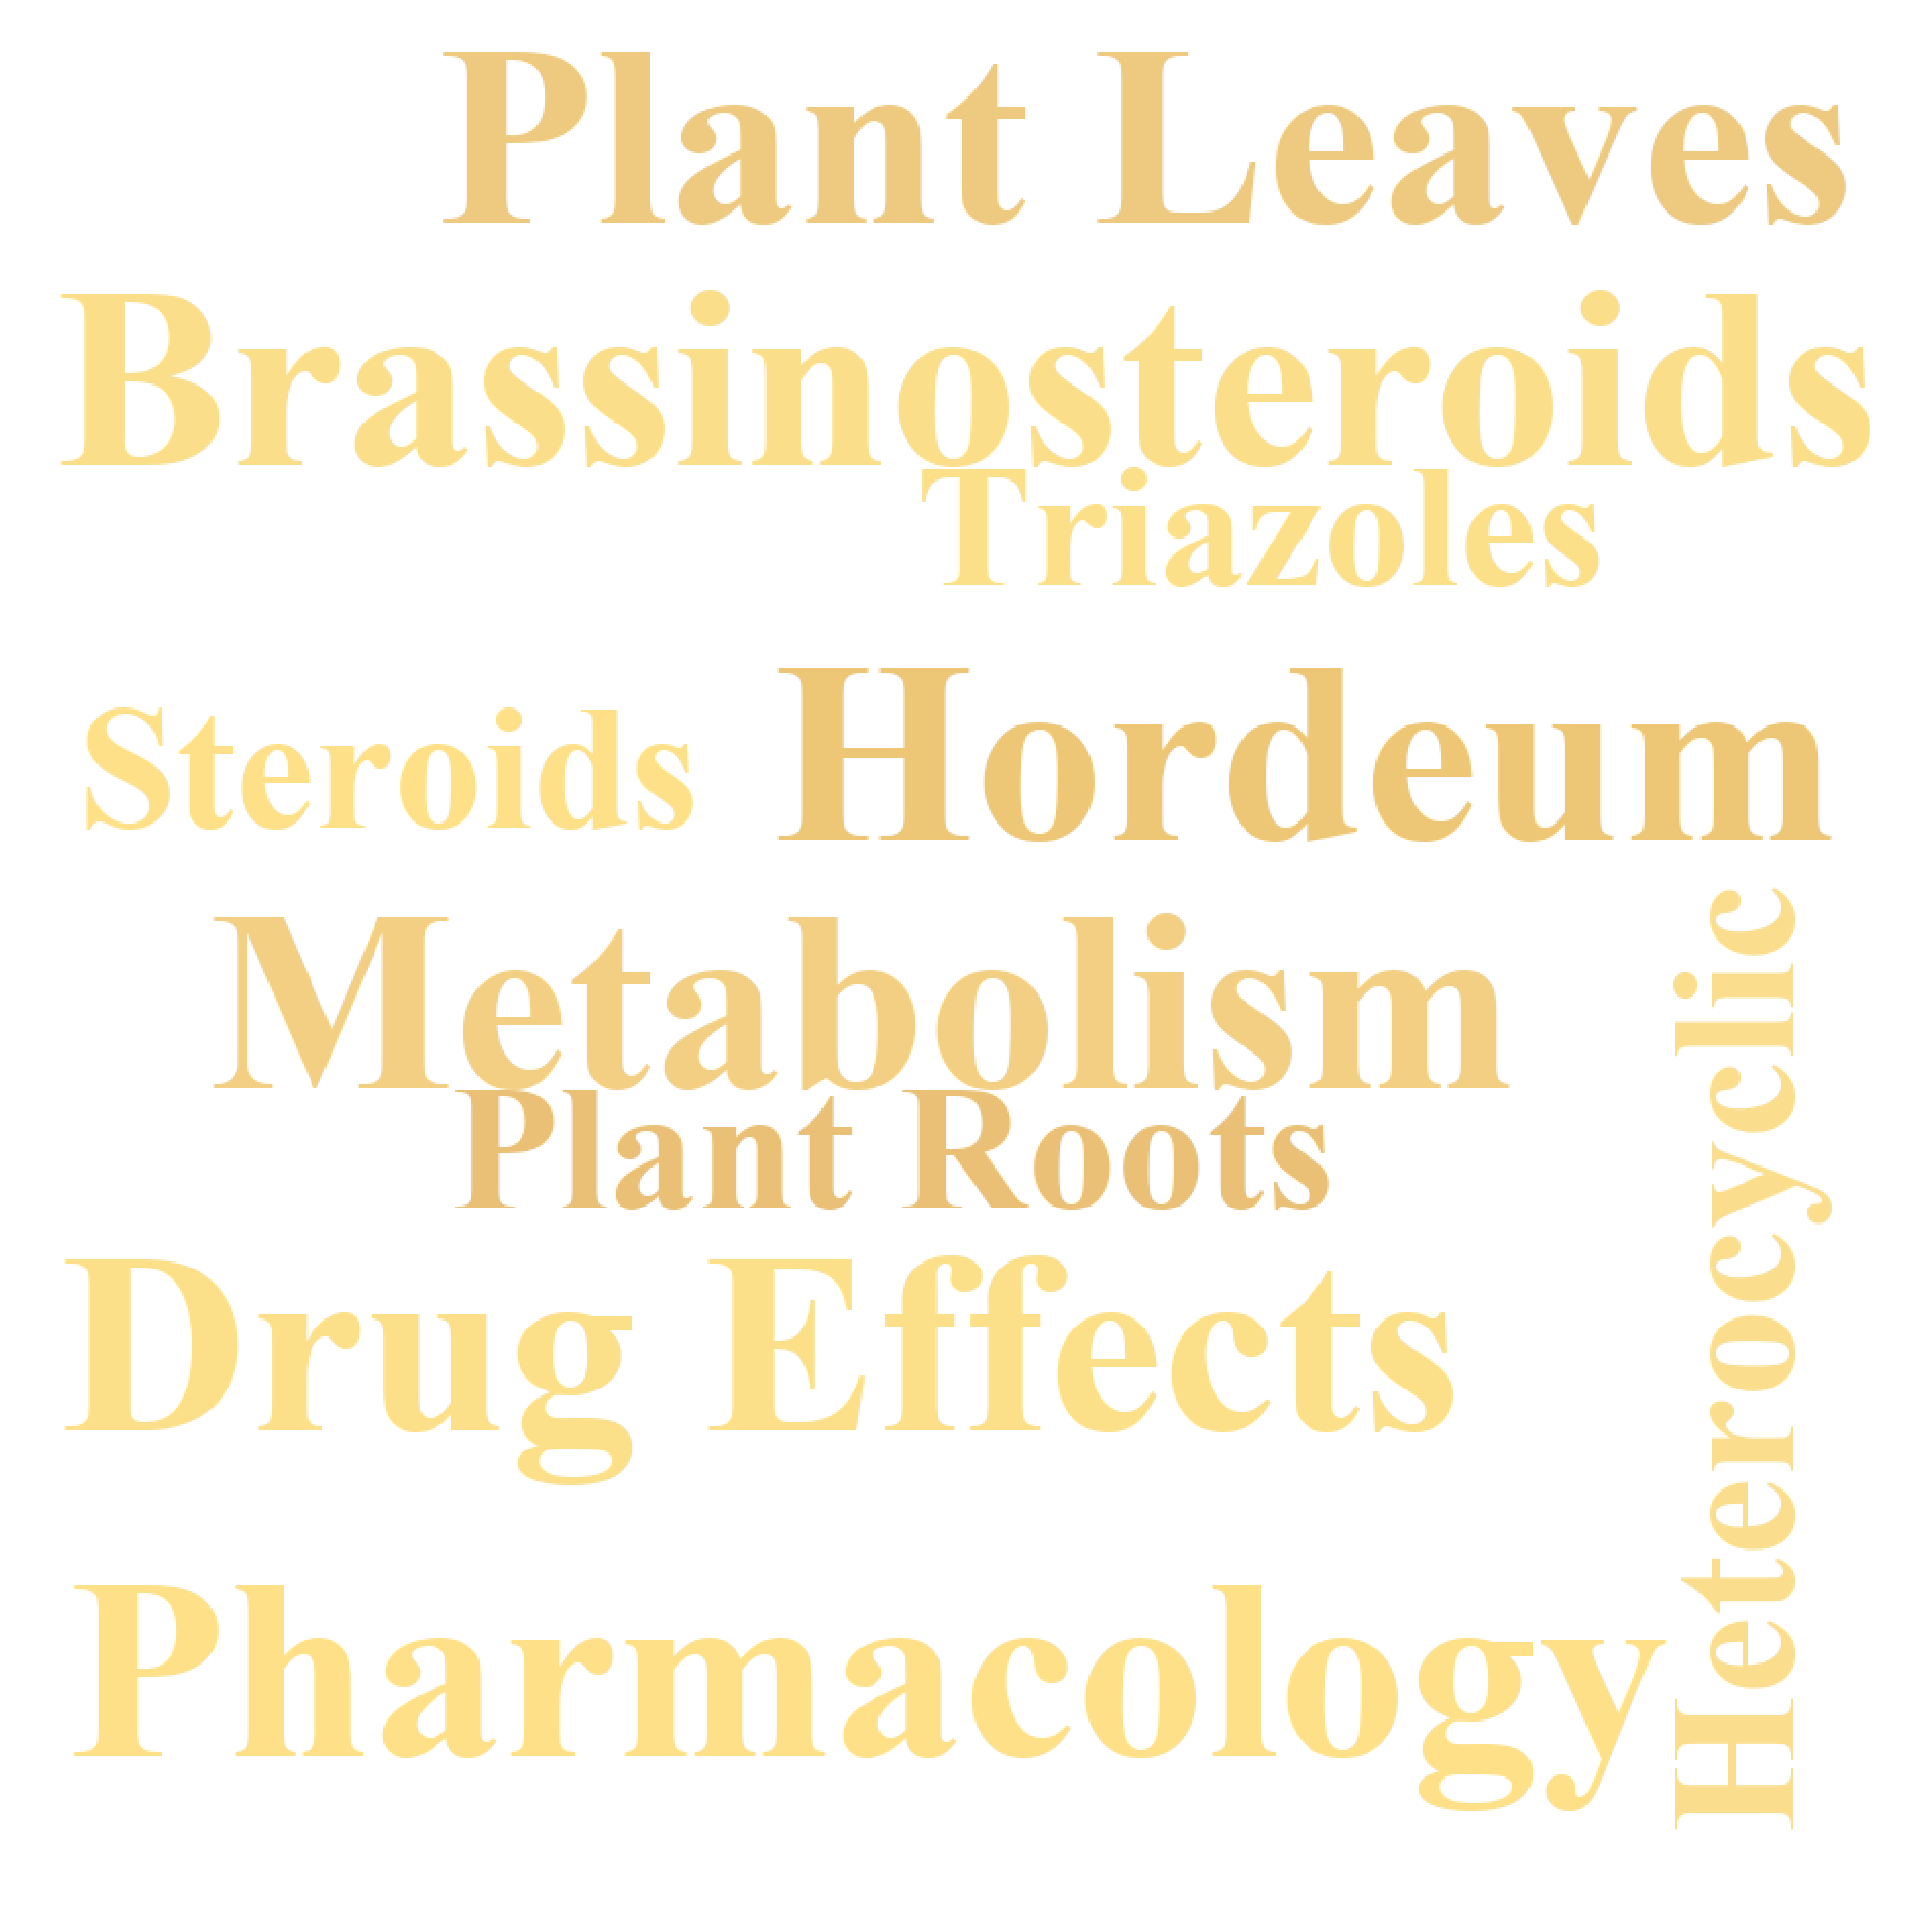 Plant Leaves
Brassinosteroids
Triazoles
Steroids
Hordeum
Metabolism
Plant Roots
Drug Effects
Pharmacology
Heterocyclic